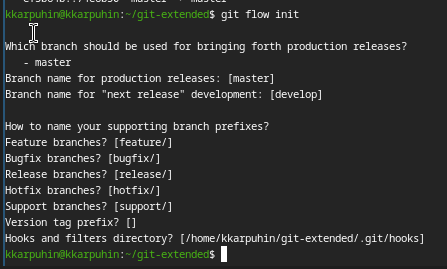 kkarpuhin@kkarpuhin:~/git-extended$ git flow init
Which branch should be used for bringing forth production releases?
- master
Branch name for production releases: [master]
Branch name for "next release" development: [develop]
How to name your supporting branch prefixes?
Feature branches? [feature/]
Bugfix branches? [bugfix/]
Release branches? [release/]
Hotfix branches? [hotfix/]
Support branches? [support/]
Version tag prefix? []
Hooks and filters directory? [/home/kkarpuhin/git-extended/.git/hooks]
kkarpuhin@kkarpuhin:~/git-extended$